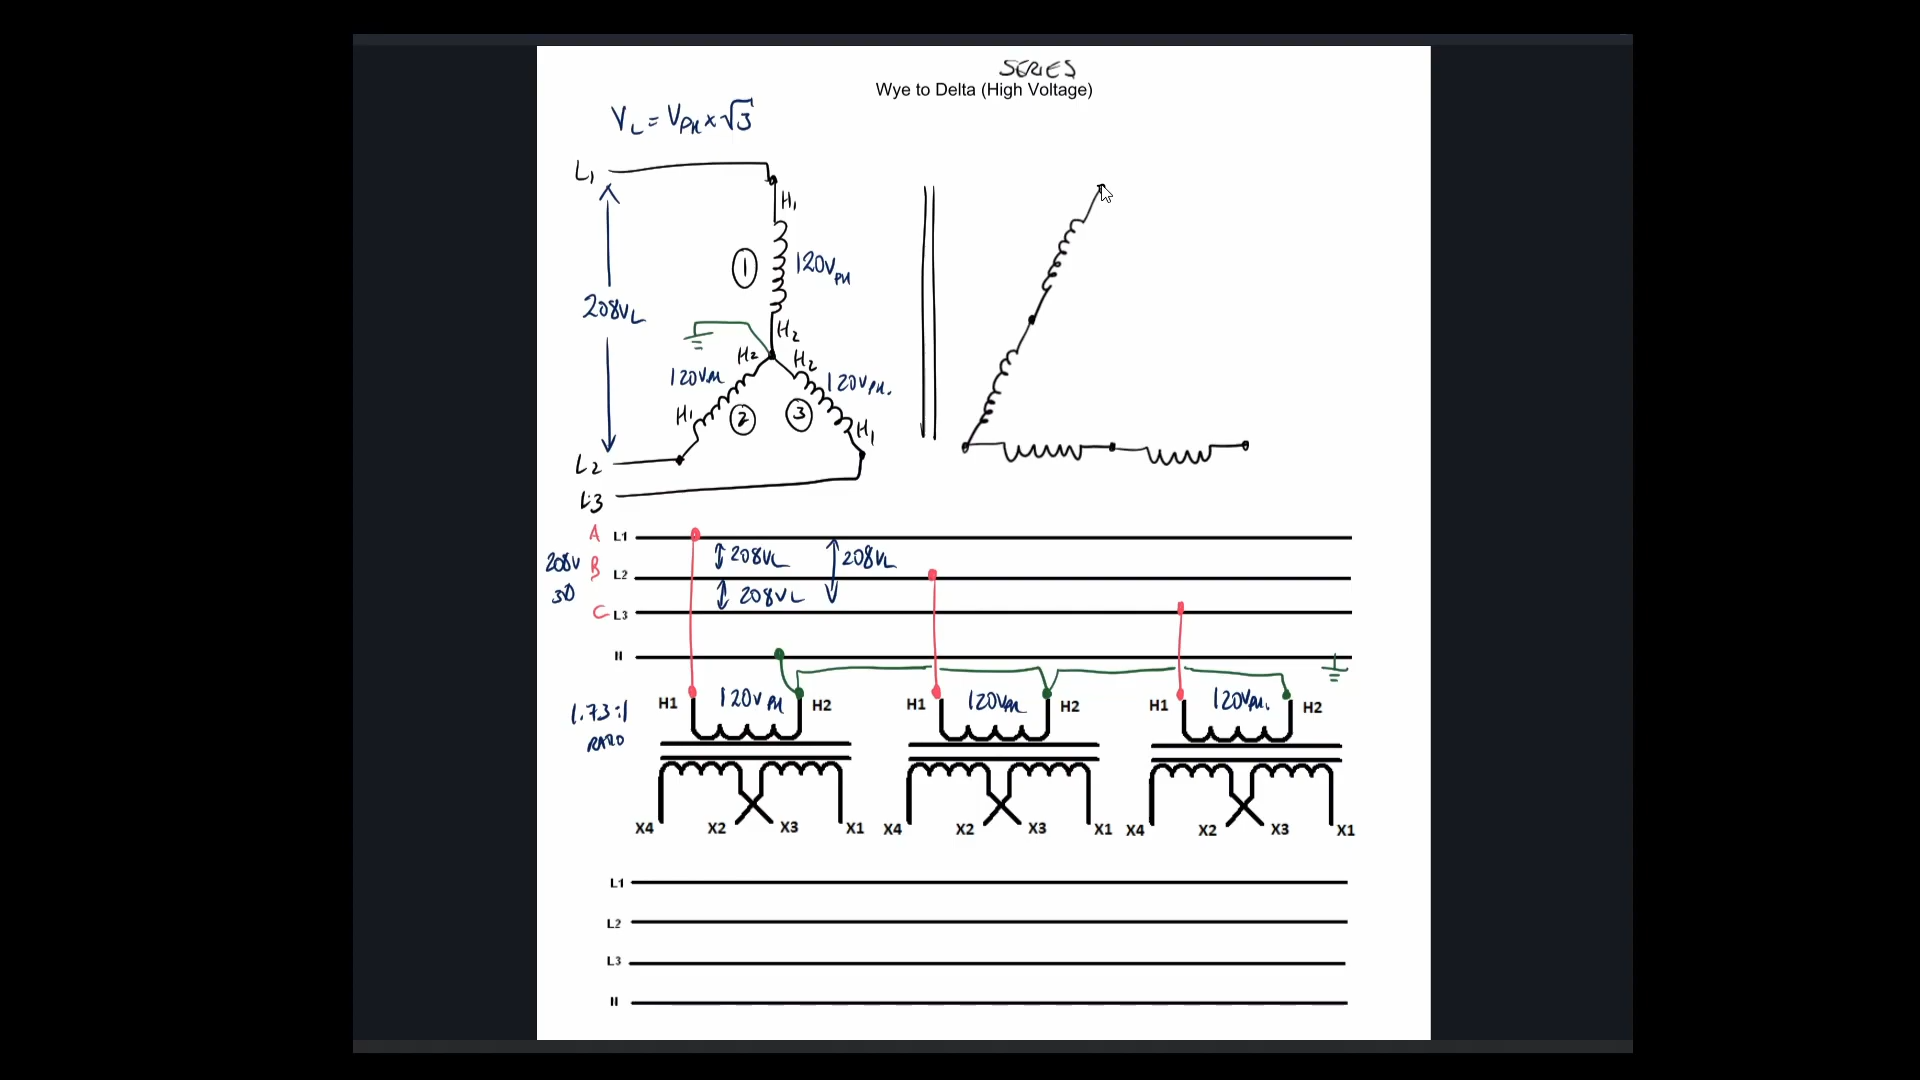 SERIES
Wye to Delta (High Voltage)
VL = VPH x √3
L1
H1
1
120VPH
208VL
H2
H2
H2
120VPH
120VPH.
H1
2
3
H1
L2
L3
A L1
208VL
208VL
208V
B L2
3Ø
208VL
C L3
II
H1 120VPH H2 H1 120VPH H2 H1 120VPH. H2
1.73:1
RATIO
X4 X2 X3 X1 X4 X2 X3 X1 X4 X2 X3 X1
L1
L2
L3
II